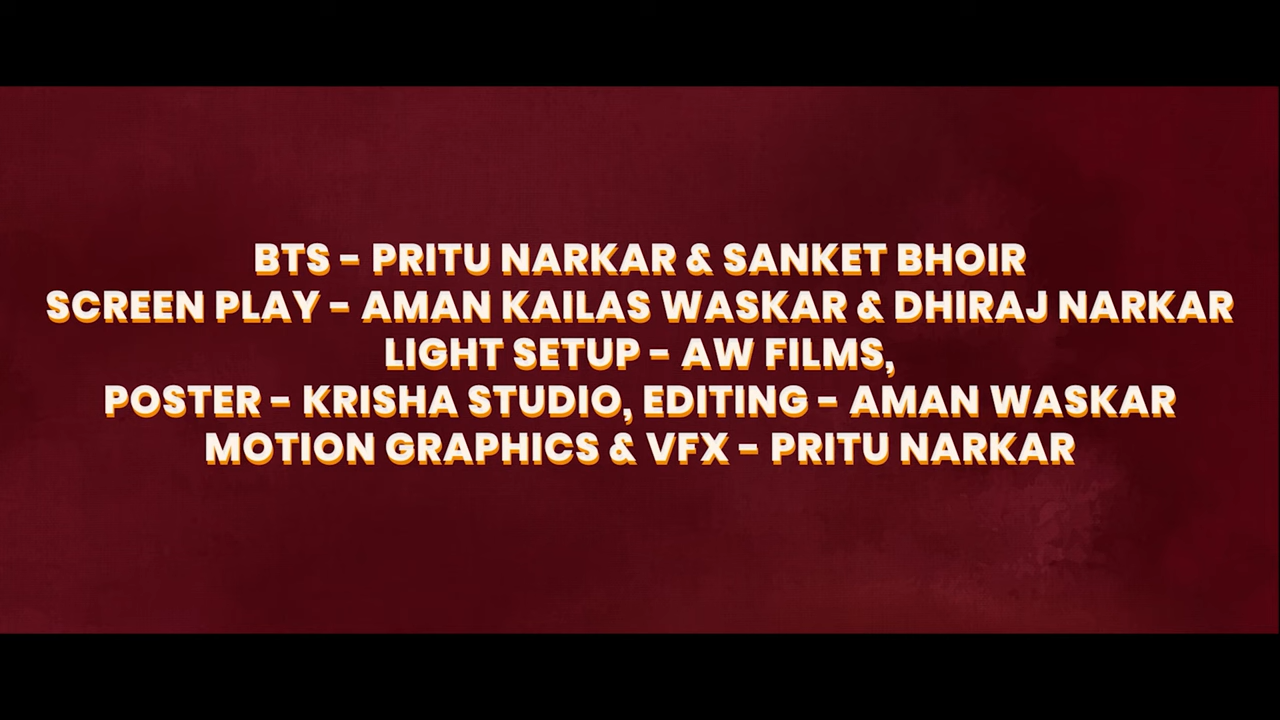 BTS - PRITU NARKAR & SANKET BHOIR
SCREEN PLAY - AMAN KAILAS WASKAR & DHIRAJ NARKAR
LIGHT SETUP - AW FILMS,
POSTER - KRISHA STUDIO, EDITING - AMAN WASKAR
MOTION GRAPHICS & VFX - PRITU NARKAR